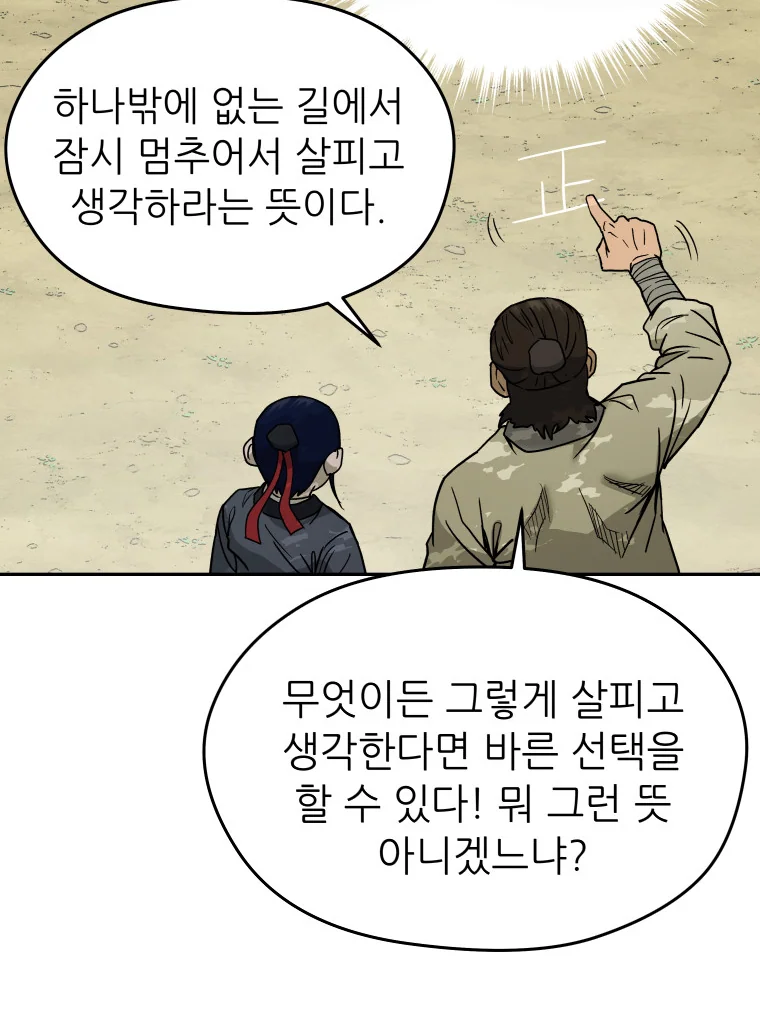 하나밖에 없는 길에서
잠시 멈추어서 살피고
생각하라는 뜻이다.
正
무엇이든 그렇게 살피고
생각한다면 바른 선택을
할 수 있다! 뭐 그런 뜻
아니겠느냐?